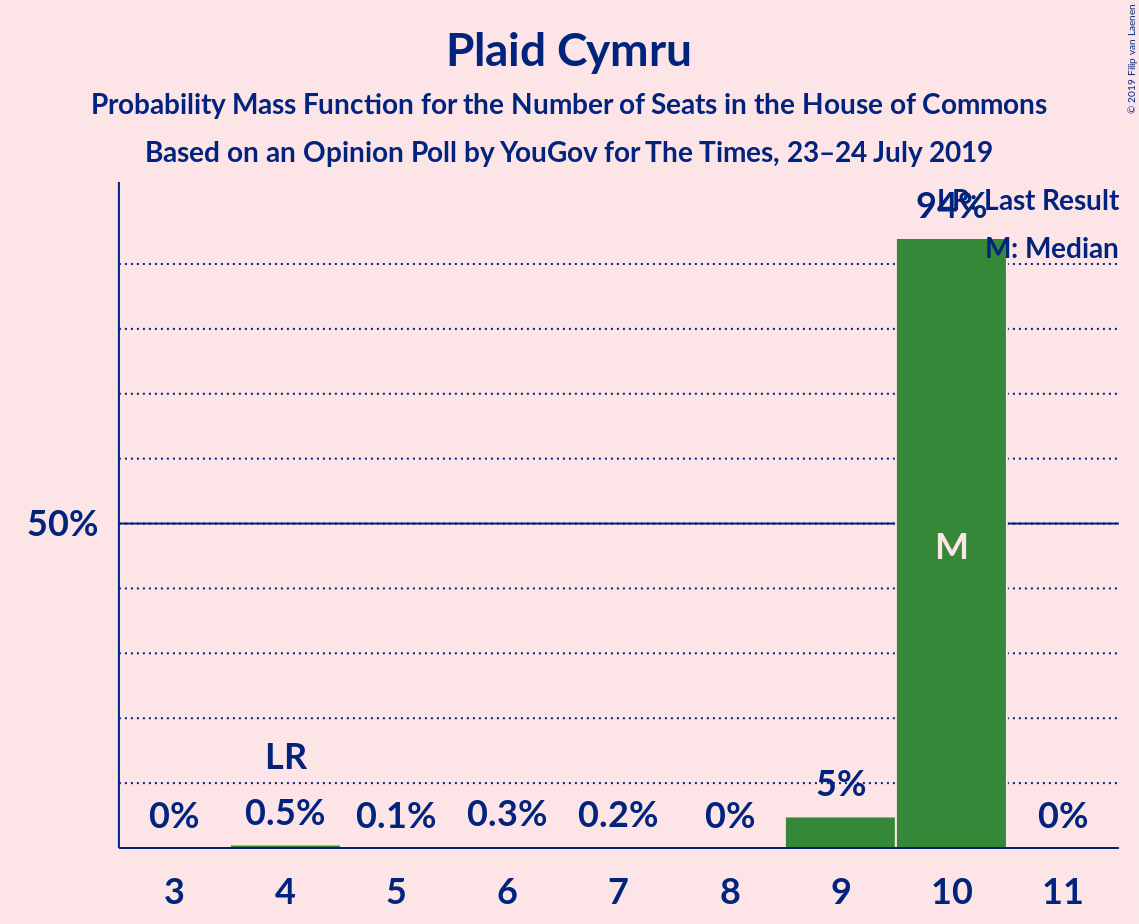 Plaid Cymru
Probability Mass Function for the Number of Seats in the House of Commons
Based on an Opinion Poll by YouGov for The Times, 23–24 July 2019
© 2019 Filip van Laenen
LR: Last Result
M: Median
94%
50%
M
LR
0%
0.5%
0.1%
0.3%
0.2%
0%
5%
0%
3 4 5 6 7 8 9 10 11